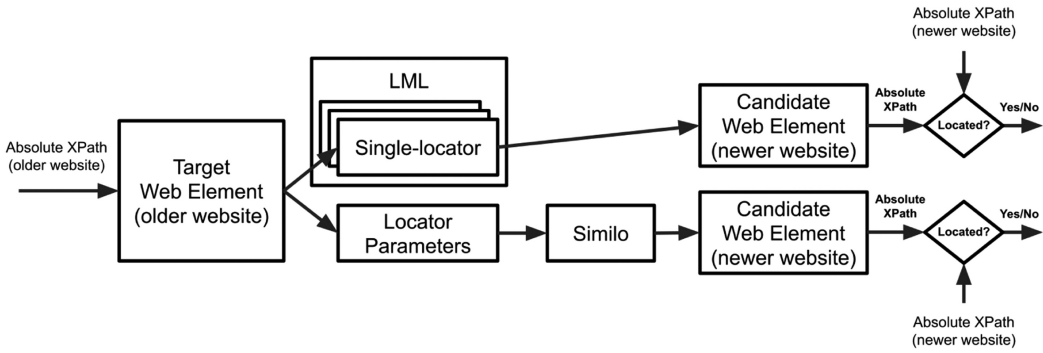 Absolute XPath
(older website)
Target
Web Element
(older website)
LML
Single-locator
Locator
Parameters
Similo
Candidate
Web Element
(newer website)
Absolute
XPath
Absolute XPath
(newer website)
Located?
Yes/No
Candidate
Web Element
(newer website)
Absolute
XPath
Located?
Yes/No
Absolute XPath
(newer website)